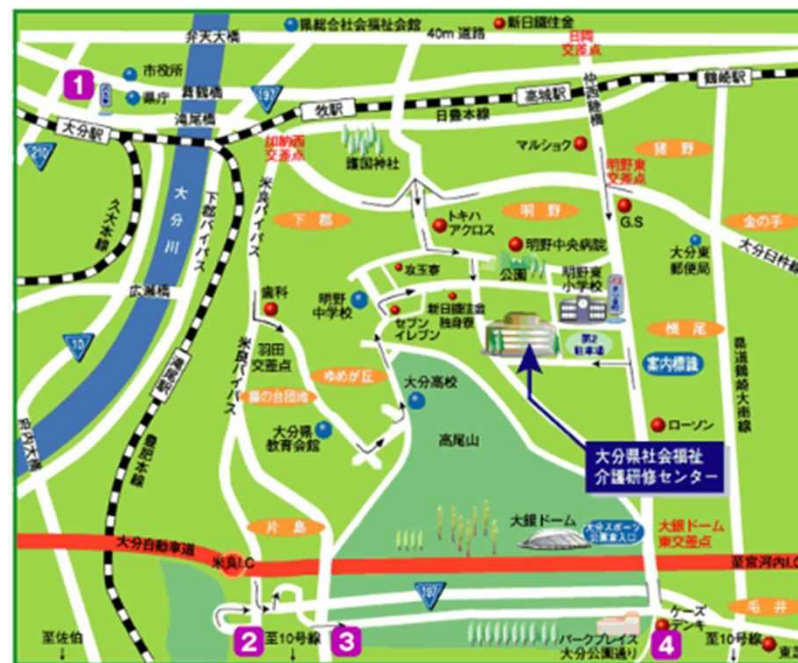 県総合社会福祉会館
新日鐵住金
弁天大橋
40m 道路
日岡
交差点
市役所
県庁
舞鶴橋
滝尾橋
197
牧駅
高城駅
鶴崎駅
仲西跨橋
日豊本線
1
大分駅
210
久大本線
大分川
下郡バイパス
加納西
交差点
護国神社
マルショク
猪野
米良バイパス
下郡
トキハ
アクロス
明野
明野東
交差点
G.S
金の手
大分臼杵線
明野中央病院
大分東
郵便局
攻玉寮
公園
明野東
小学校
広瀬橋
歯科
明野
中学校
新日鐵住金
独身寮
セブン
イレブン
10
滝尾駅
羽田
交差点
米良バイパス
第2
駐車場
横尾
案内標識
県道鶴崎大南線
ゆめが丘
大分高校
府内大橋
豊肥本線
大分県
教育会館
高尾山
ローソン
大分県社会福祉
介護研修センター
片島
大銀ドーム
大分スポーツ
公園東入口
大銀ドーム
東交差点
大分自動車道
米良I.C
至宮河内I.C
197
毛井
至佐伯
2
至10号線
3
パークプレイス
大分公園通り
4
ケーズ
デンキ
至10号線